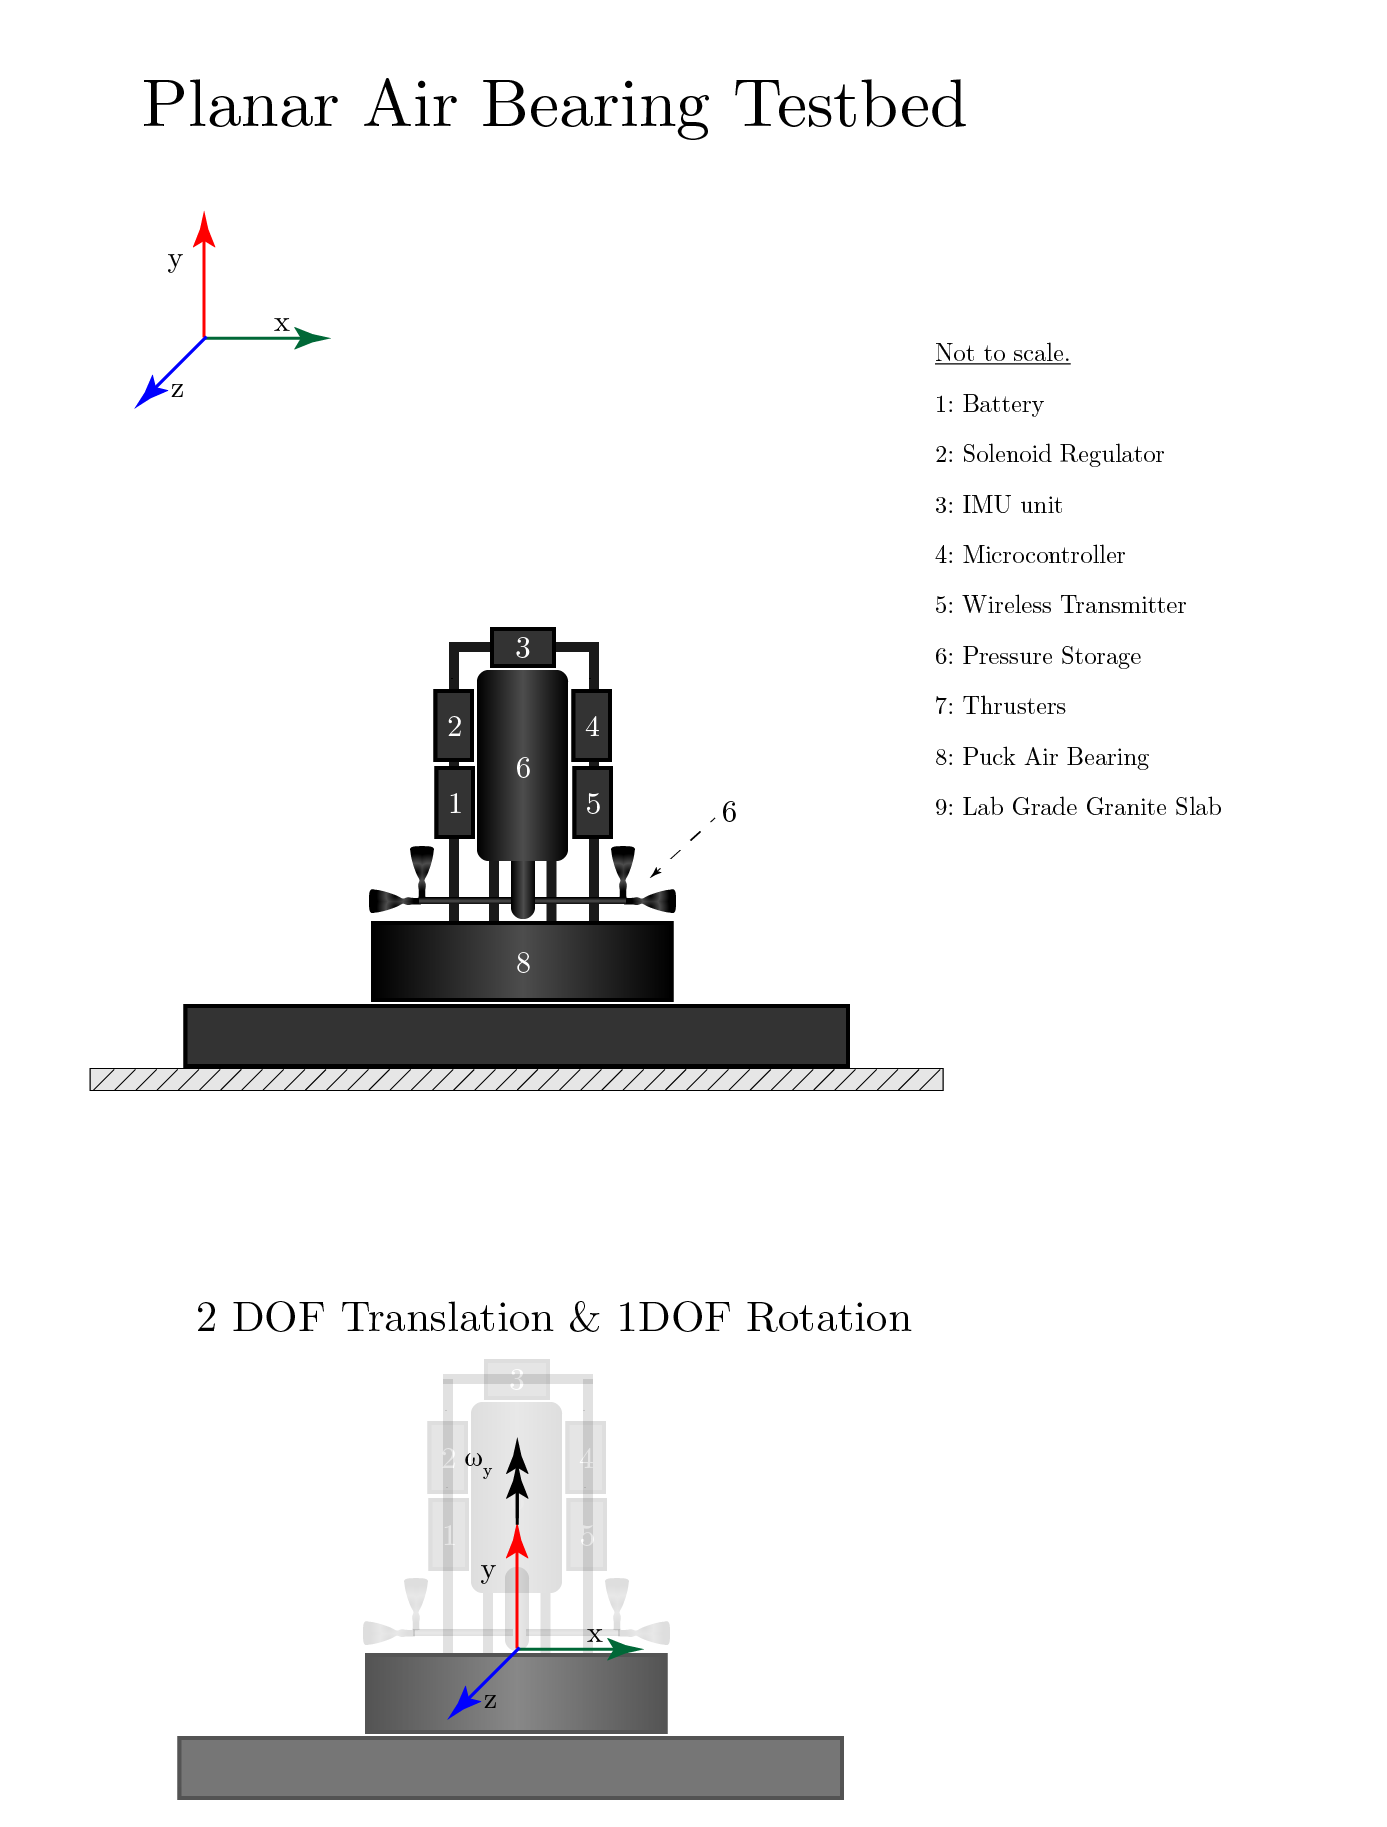 Planar Air Bearing Testbed
y
x
z
Not to scale.
1: Battery
2: Solenoid Regulator
3: IMU unit
4: Microcontroller
5: Wireless Transmitter
6: Pressure Storage
7: Thrusters
8: Puck Air Bearing
9: Lab Grade Granite Slab
3
2
4
6
1
5
6
8
2 DOF Translation & 1DOF Rotation
3
2
ωy
4
1
5
y
x
z